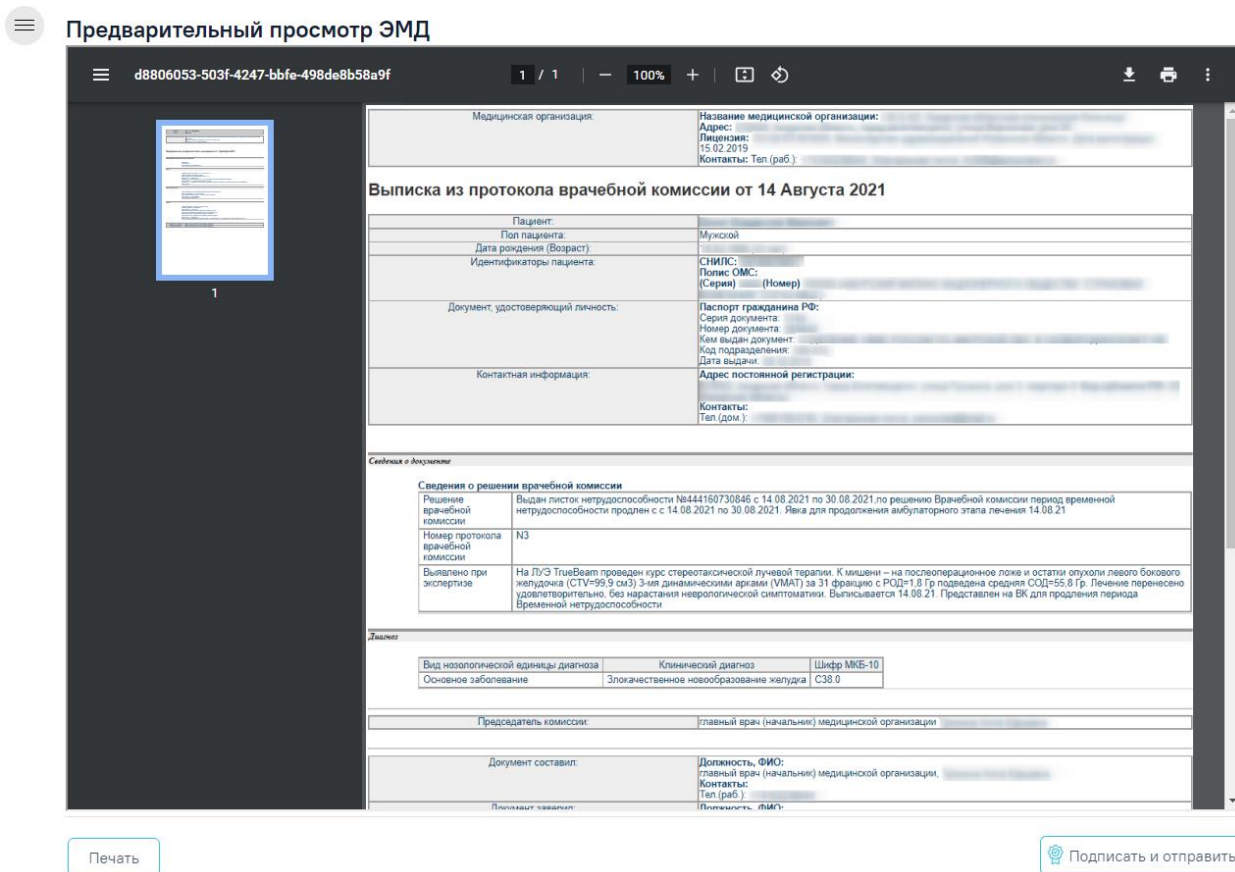 Предварительный просмотр ЭМД
d8806053-503f-4247-bbfe-498de8b58a9f
1 / 1
100%
1
Медицинская организация:
Название медицинской организации:
Адрес:
Лицензия:
15.02.2019
Контакты: Тел.(раб.):
Выписка из протокола врачебной комиссии от 14 Августа 2021
Пациент:
Пол пациента: Мужской
Дата рождения (Возраст):
Идентификаторы пациента: СНИЛС:
Полис ОМС:
(Серия) (Номер)
Документ, удостоверяющий личность: Паспорт гражданина РФ:
Серия документа:
Номер документа:
Кем выдан документ:
Код подразделения:
Дата выдачи:
Контактная информация: Адрес постоянной регистрации:
Контакты:
Тел.(дом.):
Сведения о документе
Сведения о решении врачебной комиссии
Решение врачебной комиссии
Выдан листок нетрудоспособности №444160730846 с 14.08.2021 по 30.08.2021,по решению Врачебной комиссии период временной
нетрудоспособности продлен с с 14.08.2021 по 30.08.2021. Явка для продолжения амбулаторного этапа лечения 14.08.21
Номер протокола врачебной комиссии
N3
Выявлено при экспертизе
На ЛУЭ TrueBeam проведен курс стереотаксической лучевой терапии. К мишени – на послеоперационное ложе и остатки опухоли левого бокового
желудочка (CTV=99,9 см3) 3-мя динамическими арками (VMAT) за 31 фракцию с РОД=1,8 Гр подведена средняя СОД=55,8 Гр. Лечение перенесено
удовлетворительно, без нарастания неврологической симптоматики. Выписывается 14.08.21. Представлен на ВК для продления периода
Временной нетрудоспособности
Диагноз
Вид нозологической единицы диагноза Клинический диагноз Шифр МКБ-10
Основное заболевание Злокачественное новообразование желудка C38.0
Председатель комиссии: главный врач (начальник) медицинской организации
Документ составил: Должность, ФИО:
главный врач (начальник) медицинской организации,
Контакты:
Тел.(раб.):
Документ заверил: Должность, ФИО:
Печать
Подписать и отправить